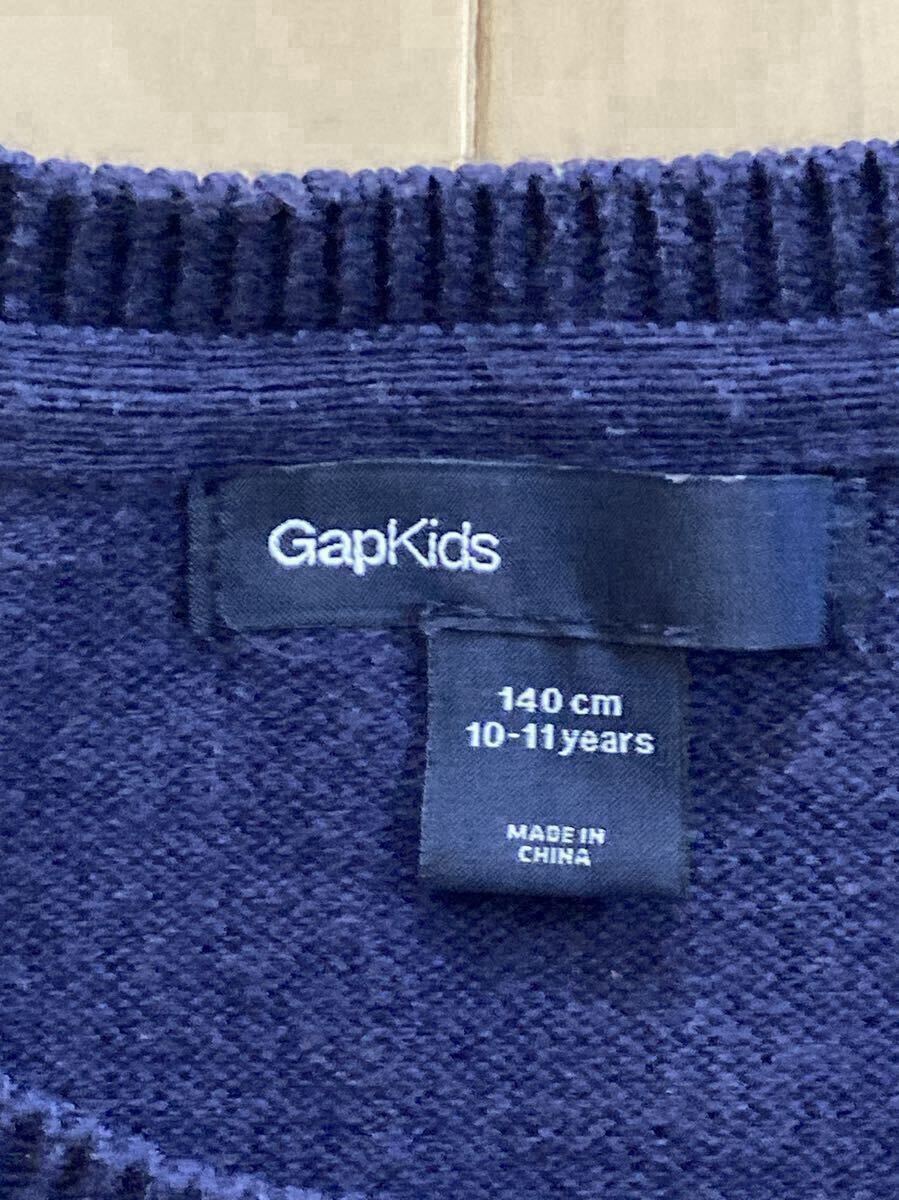 GapKids
140 cm
10-11 years
MADE IN
CHINA